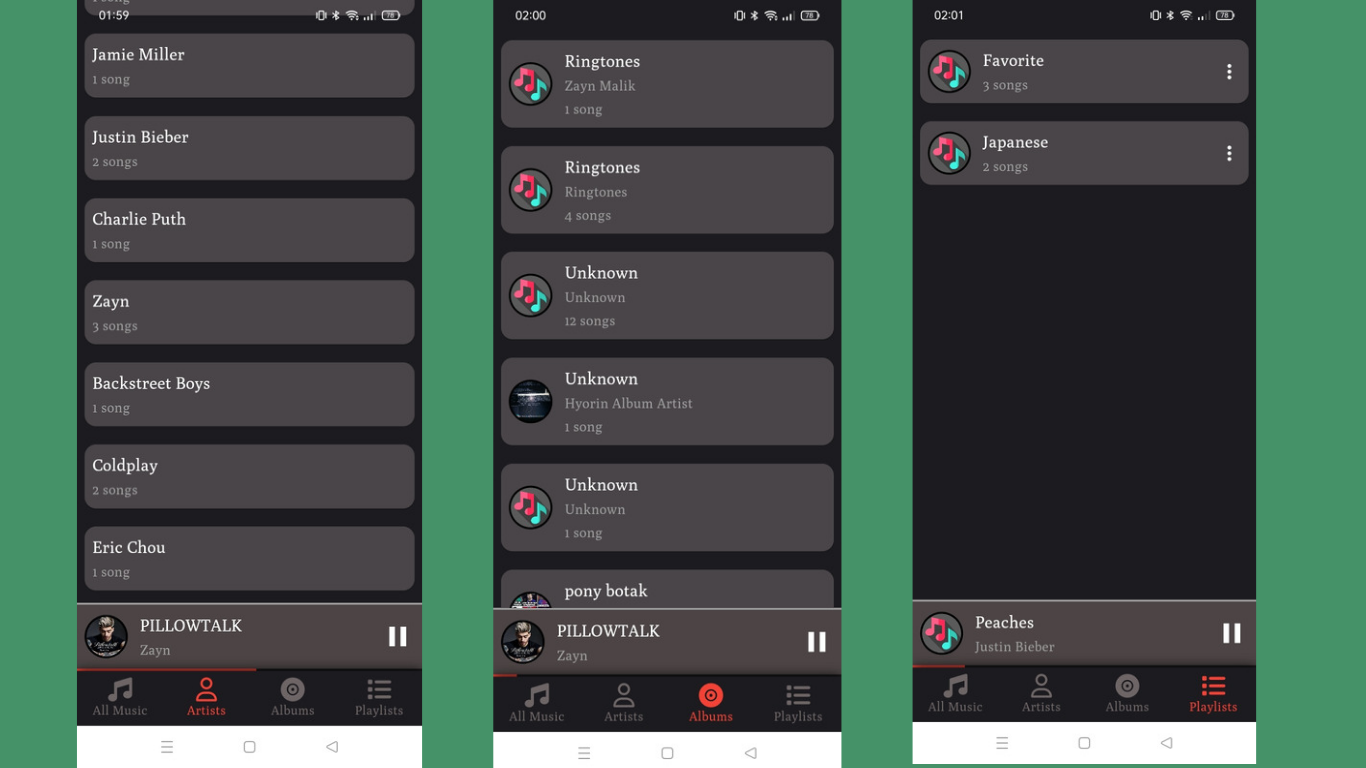 01:59
78
Jamie Miller
1 song
Justin Bieber
2 songs
Charlie Puth
1 song
Zayn
3 songs
Backstreet Boys
1 song
Coldplay
2 songs
Eric Chou
1 song
PILLOWTALK
Zayn
All Music Artists Albums Playlists
02:00
78
Ringtones
Zayn Malik
1 song
Ringtones
Ringtones
4 songs
Unknown
Unknown
12 songs
Unknown
Hyorin Album Artist
1 song
Unknown
Unknown
1 song
pony botak
PILLOWTALK
Zayn
All Music Artists Albums Playlists
02:01
78
Favorite
3 songs
Japanese
2 songs
Peaches
Justin Bieber
All Music Artists Albums Playlists